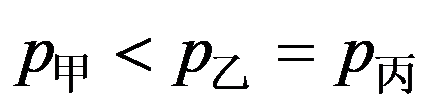 p甲 < p乙 = p丙